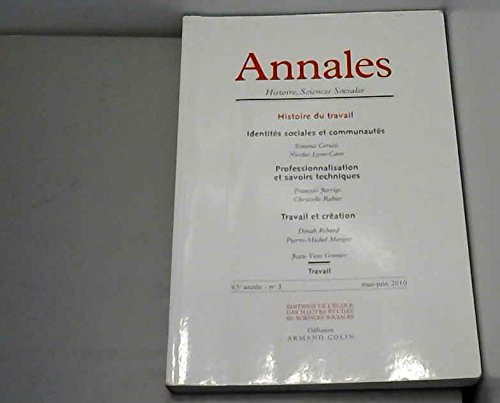 Annales
Histoire, Sciences Sociales
Histoire du travail
Identités sociales et communautés
Simona Cerutti
Nicolas Lyon-Caen
Professionnalisation
et savoirs techniques
François Jarrige
Christelle Rabier
Travail et création
Dinah Ribard
Pierre-Michel Menger
Jean-Yves Grenier
Travail
65e année - n° 3 mai-juin 2010
ÉDITIONS DE L'ÉCOLE
DES HAUTES ÉTUDES
EN SCIENCES SOCIALES
Diffusion
ARMAND COLIN